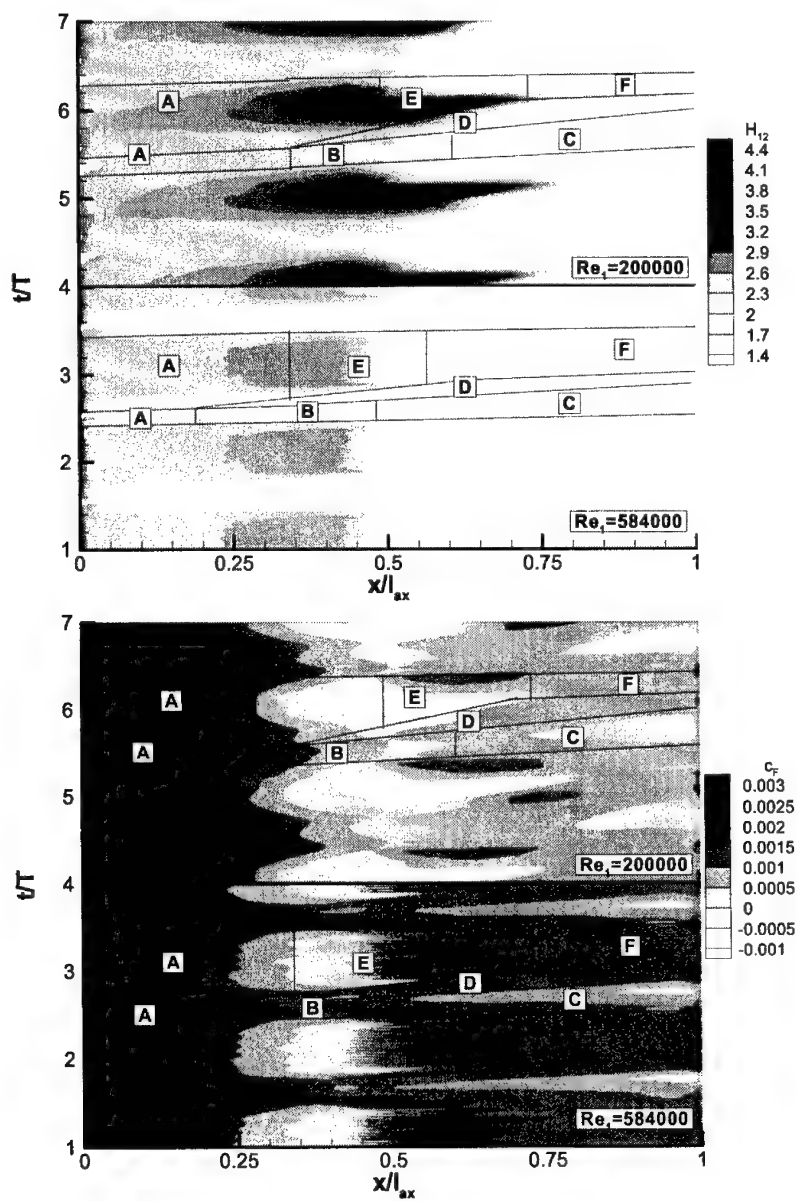 7
6
5
4
3
2
1
t/T
A
E
F
D
A
B
C
Re₁=200000
A
E
F
D
A
B
C
Re₁=584000
0
0.25
0.5
0.75
1
x/lax
H12
4.4
4.1
3.8
3.5
3.2
2.9
2.6
2.3
2
1.7
1.4
7
6
5
4
3
2
1
t/T
A
E
F
D
A
B
C
Re₁=200000
A
E
F
D
A
B
C
Re₁=584000
0
0.25
0.5
0.75
1
x/lax
cF
0.003
0.0025
0.002
0.0015
0.001
0.0005
0
-0.0005
-0.001